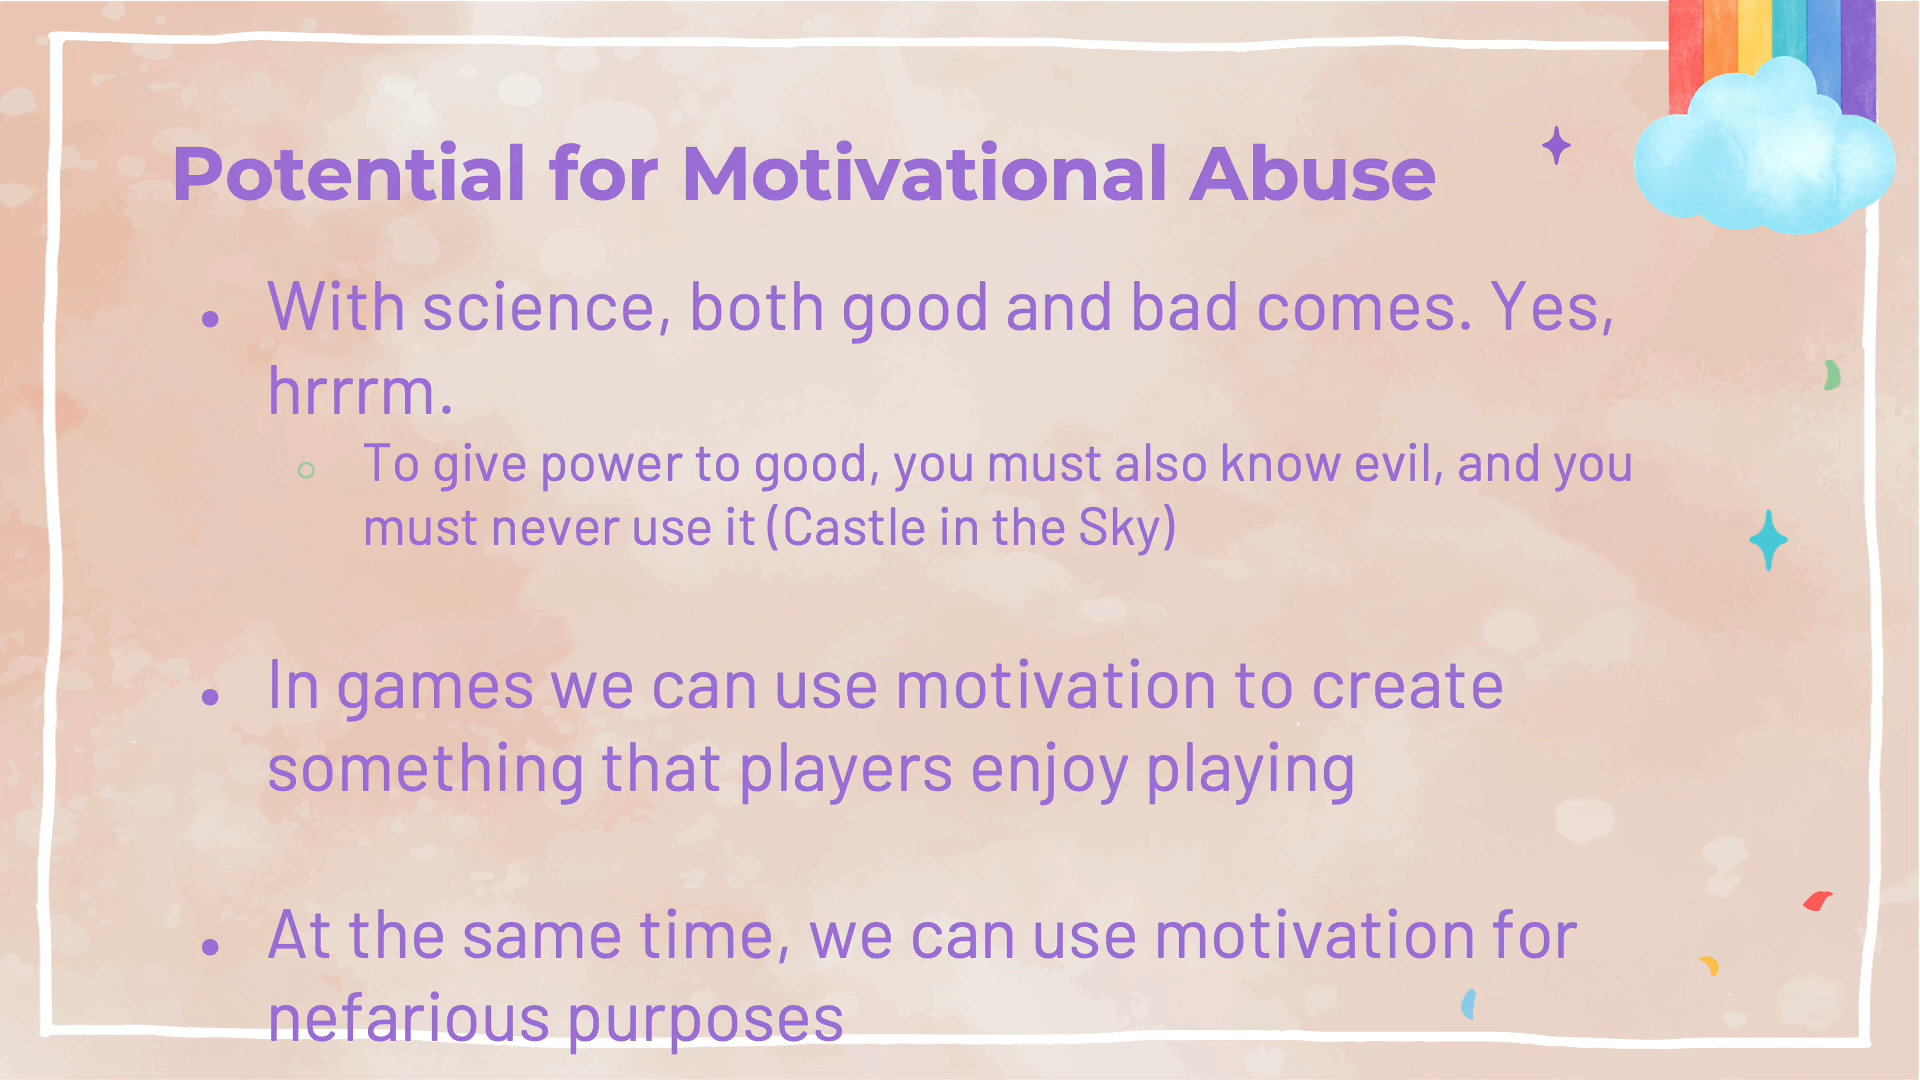 Potential for Motivational Abuse
With science, both good and bad comes. Yes,
hrrrm.
To give power to good, you must also know evil, and you
must never use it (Castle in the Sky)
In games we can use motivation to create
something that players enjoy playing
At the same time, we can use motivation for
nefarious purposes